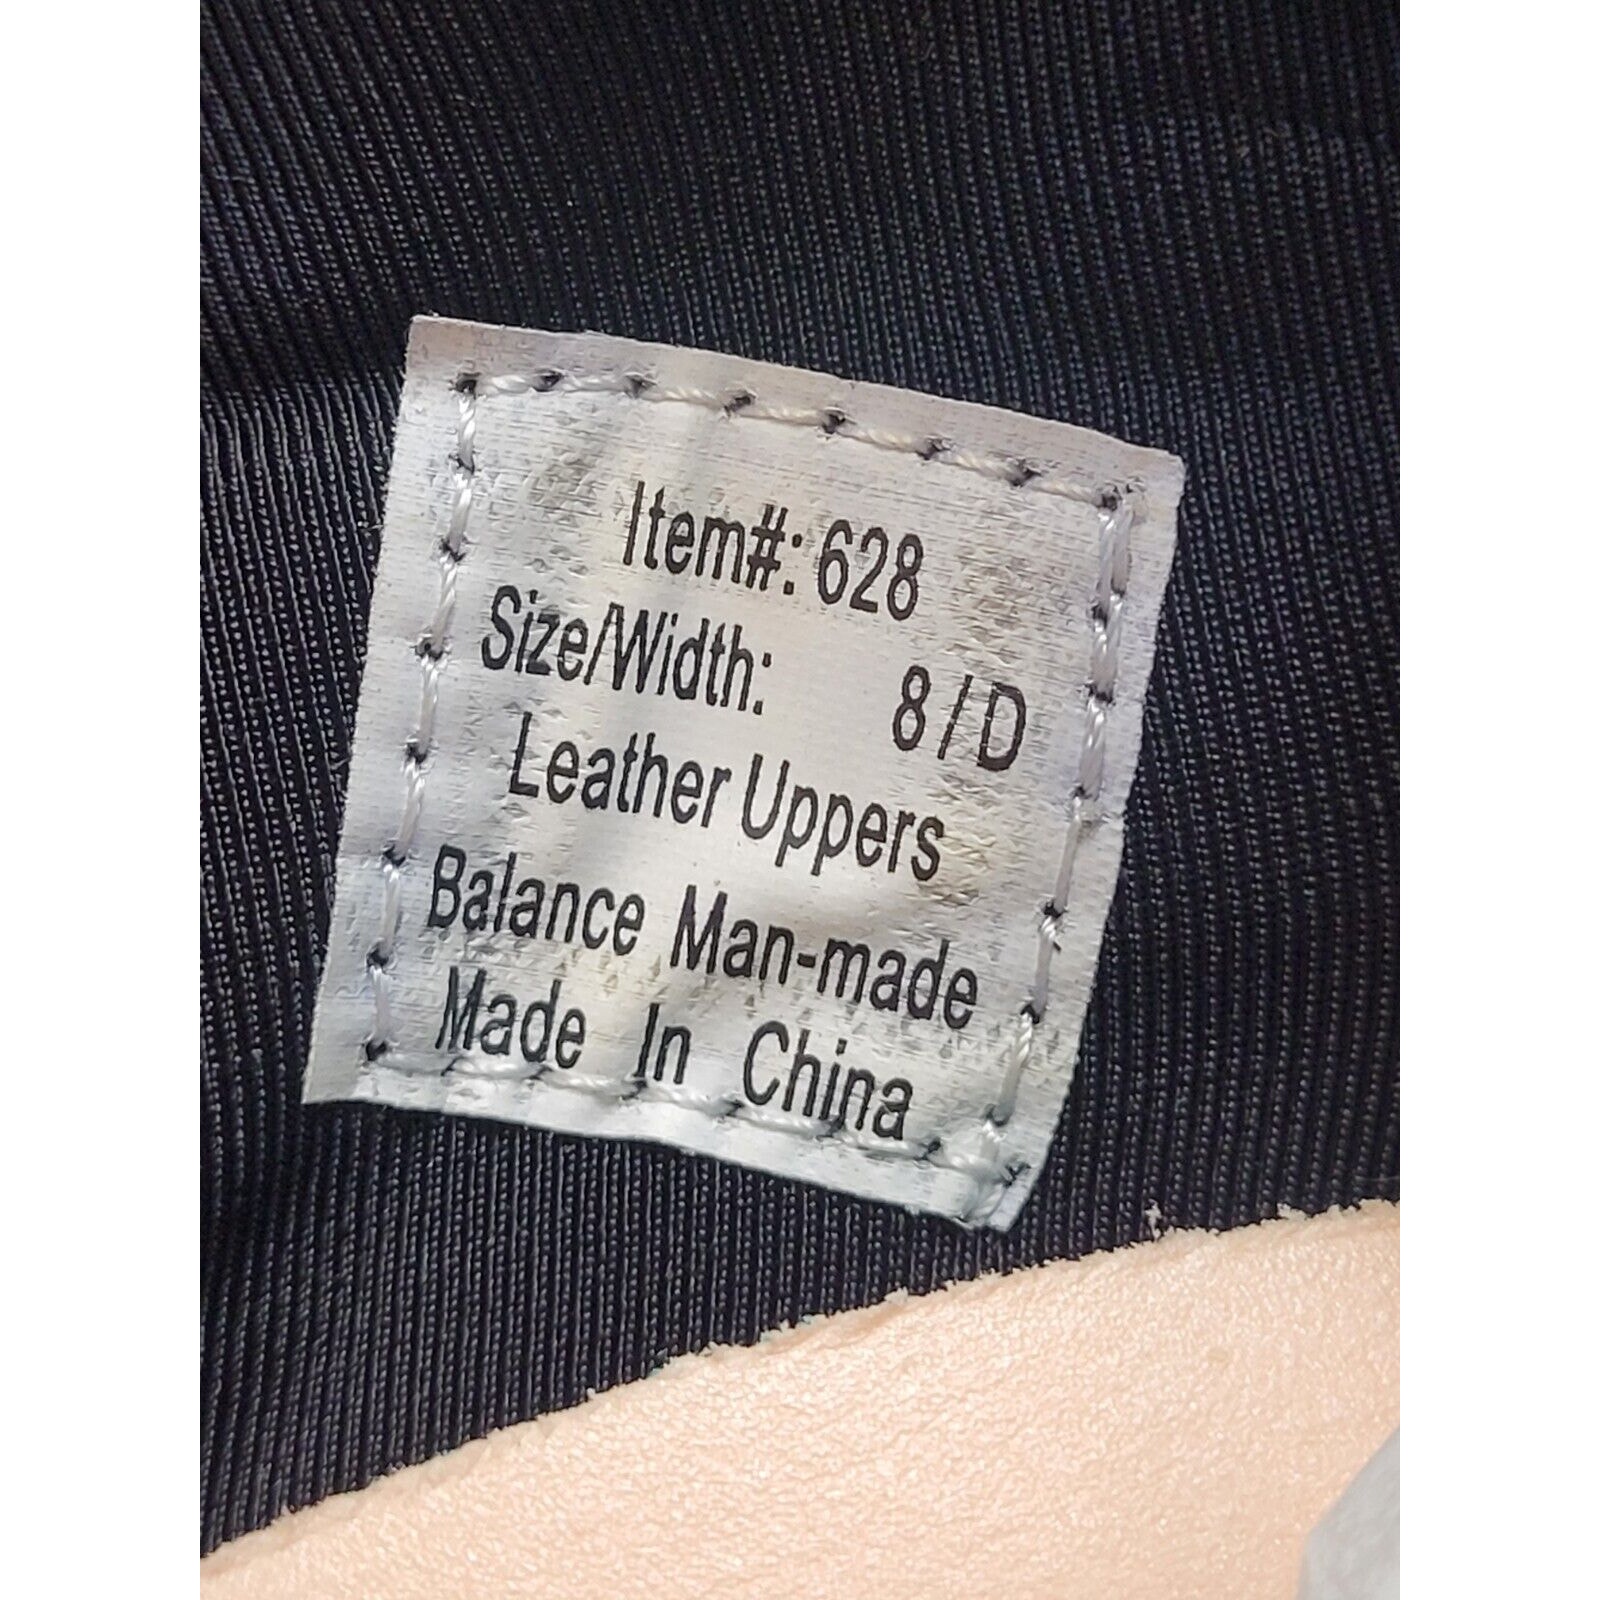 Item#: 628
Size/Width: 8 / D
Leather Uppers
Balance Man-made
Made In China